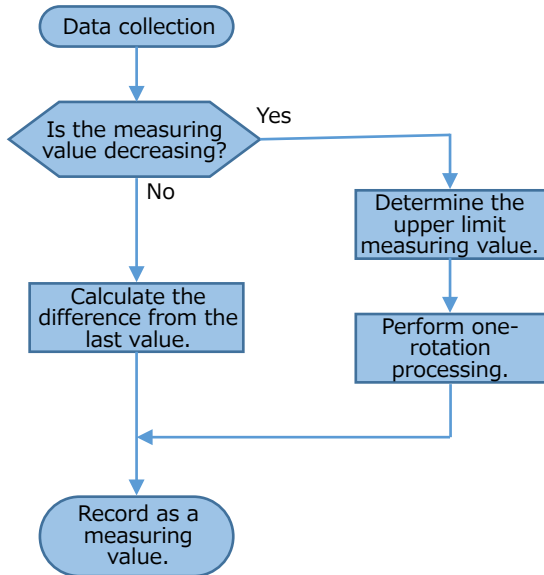 Data collection
Is the measuring
value decreasing?
Yes
No
Determine the
upper limit
measuring value.
Calculate the
difference from the
last value.
Perform one-
rotation
processing.
Record as a
measuring
value.